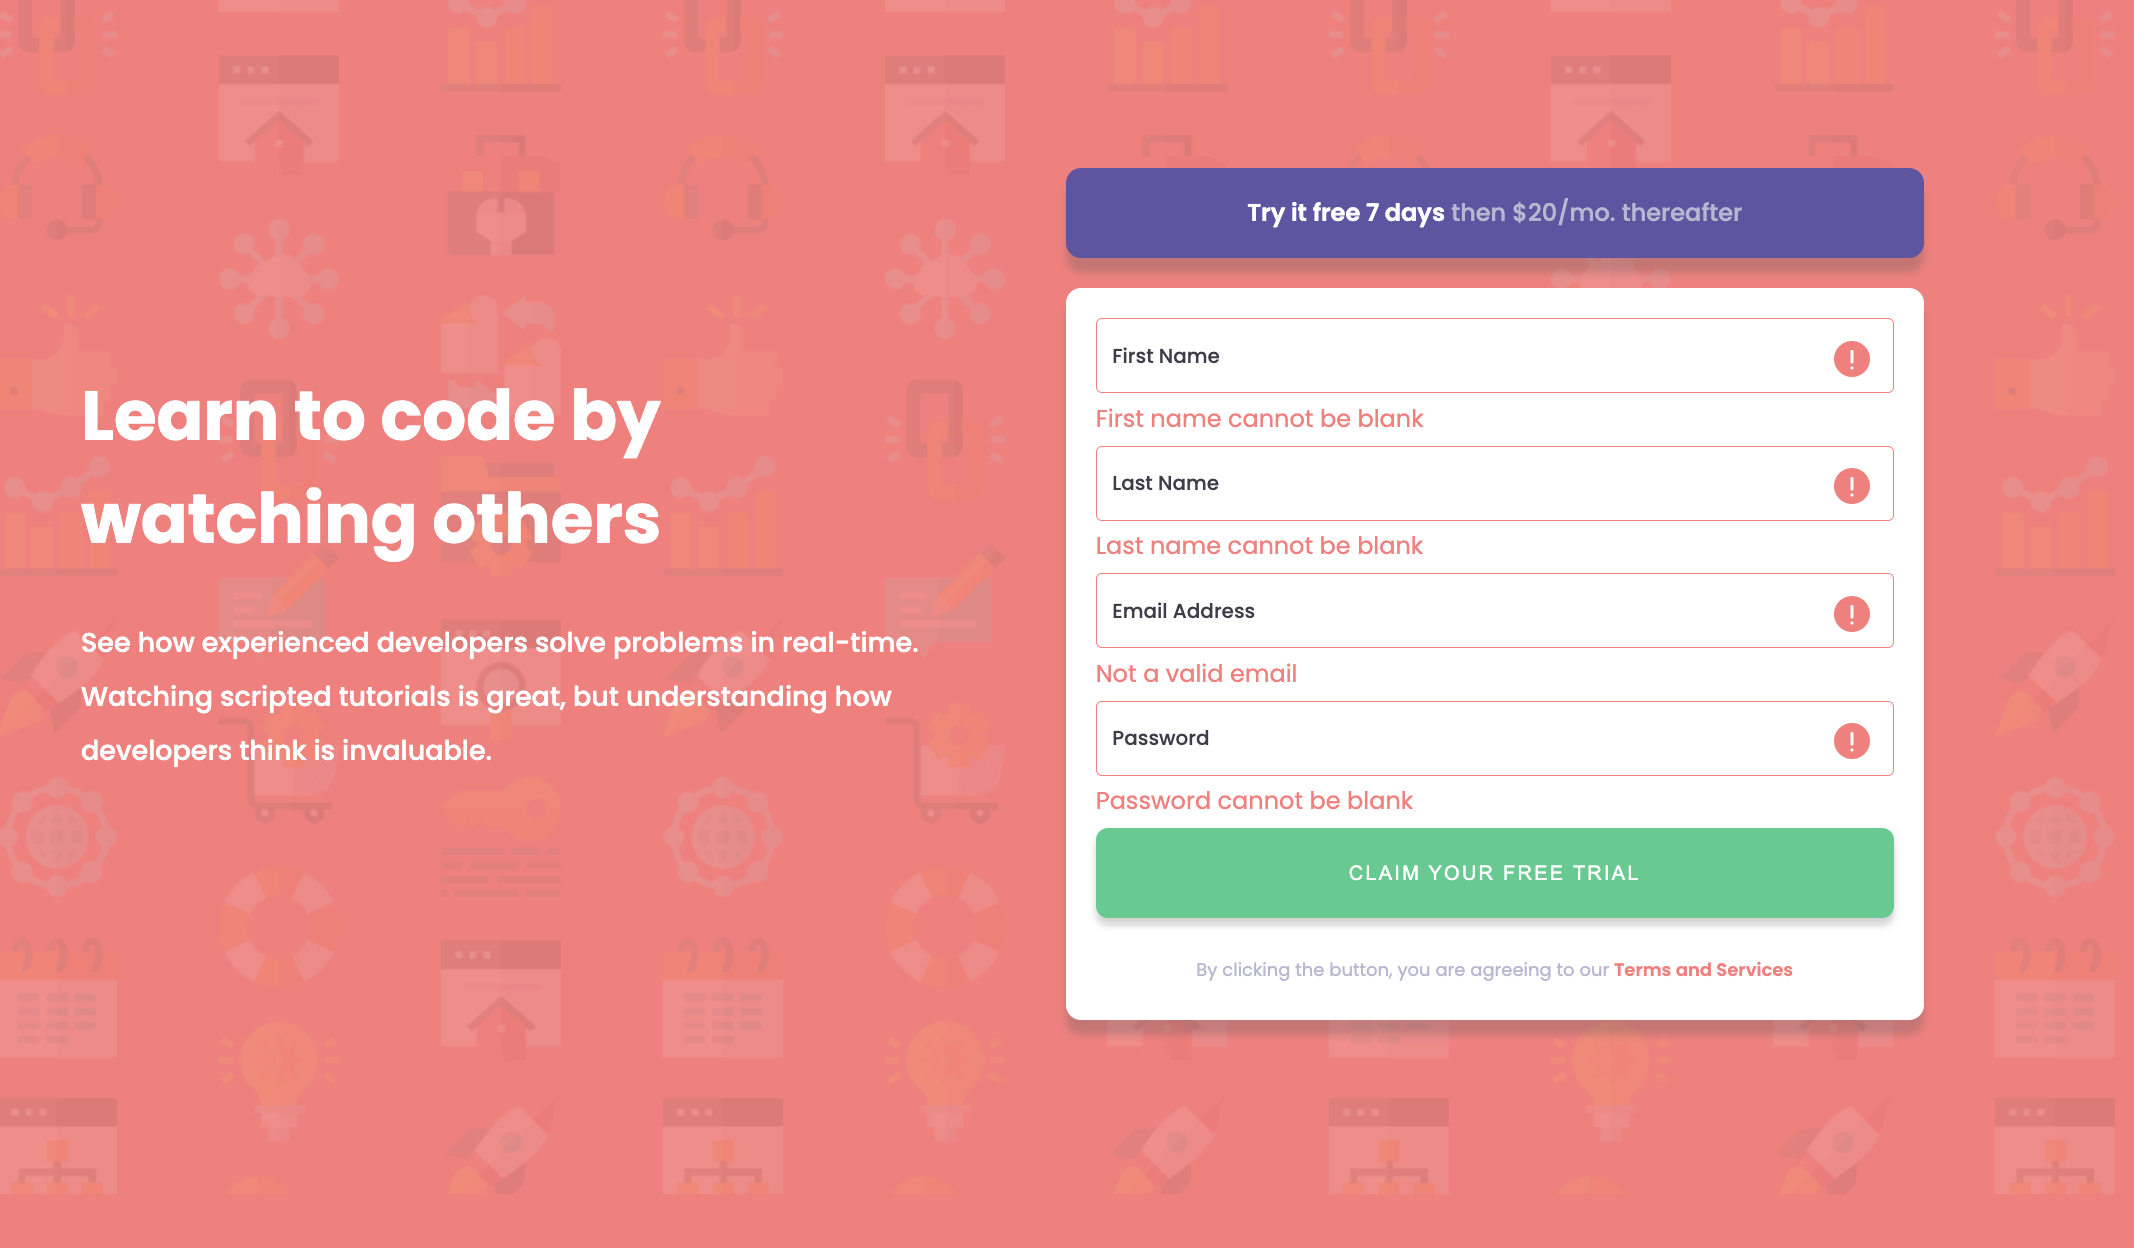 Learn to code by
watching others
See how experienced developers solve problems in real-time.
Watching scripted tutorials is great, but understanding how
developers think is invaluable.
Try it free 7 days then $20/mo. thereafter
First Name
First name cannot be blank
Last Name
Last name cannot be blank
Email Address
Not a valid email
Password
Password cannot be blank
CLAIM YOUR FREE TRIAL
By clicking the button, you are agreeing to our Terms and Services